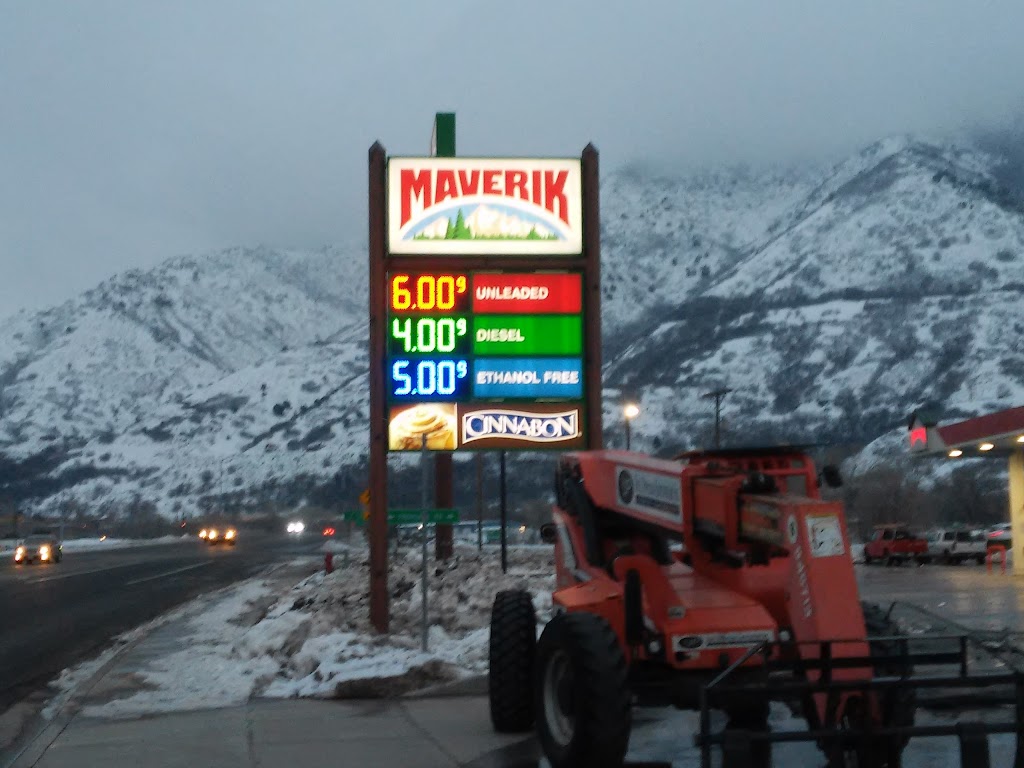 MAVERIK
6.009 UNLEADED
4.009 DIESEL
5.009 ETHANOL FREE
CINNABON